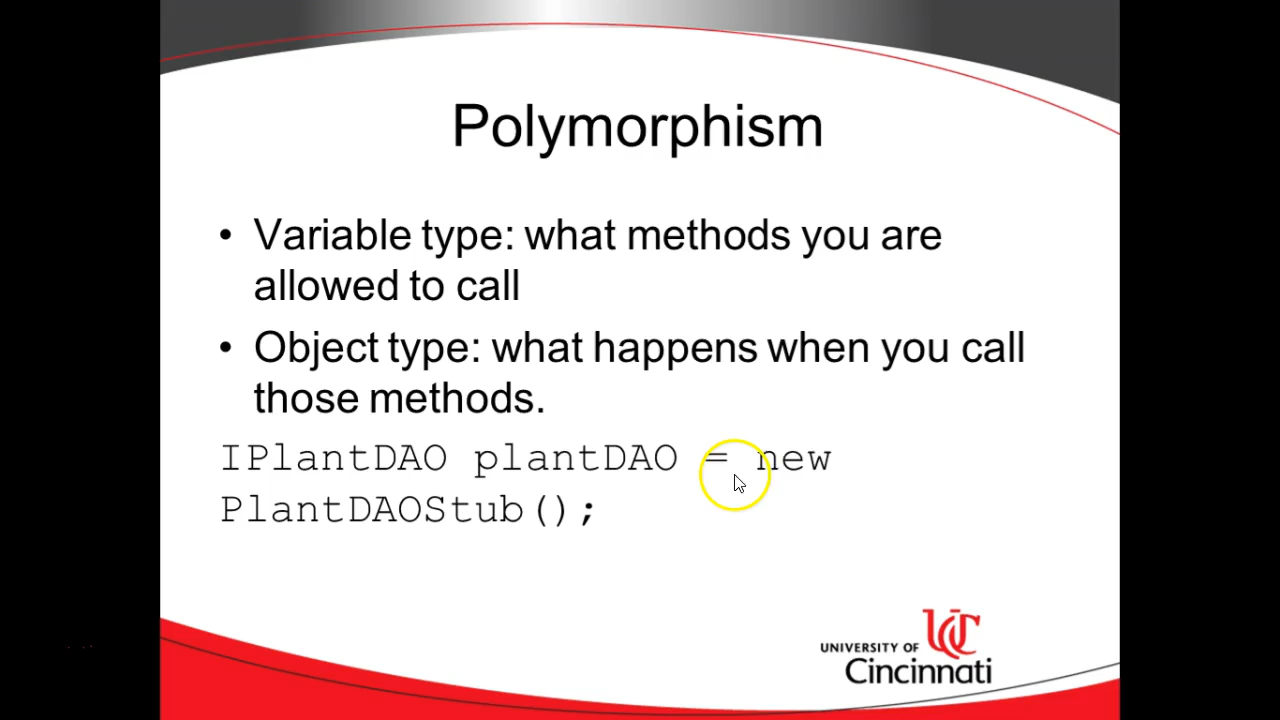 Polymorphism
• Variable type: what methods you are
allowed to call
• Object type: what happens when you call
those methods.
IPlantDAO plantDAO = new
PlantDAOStub();
UC
UNIVERSITY OF
Cincinnati